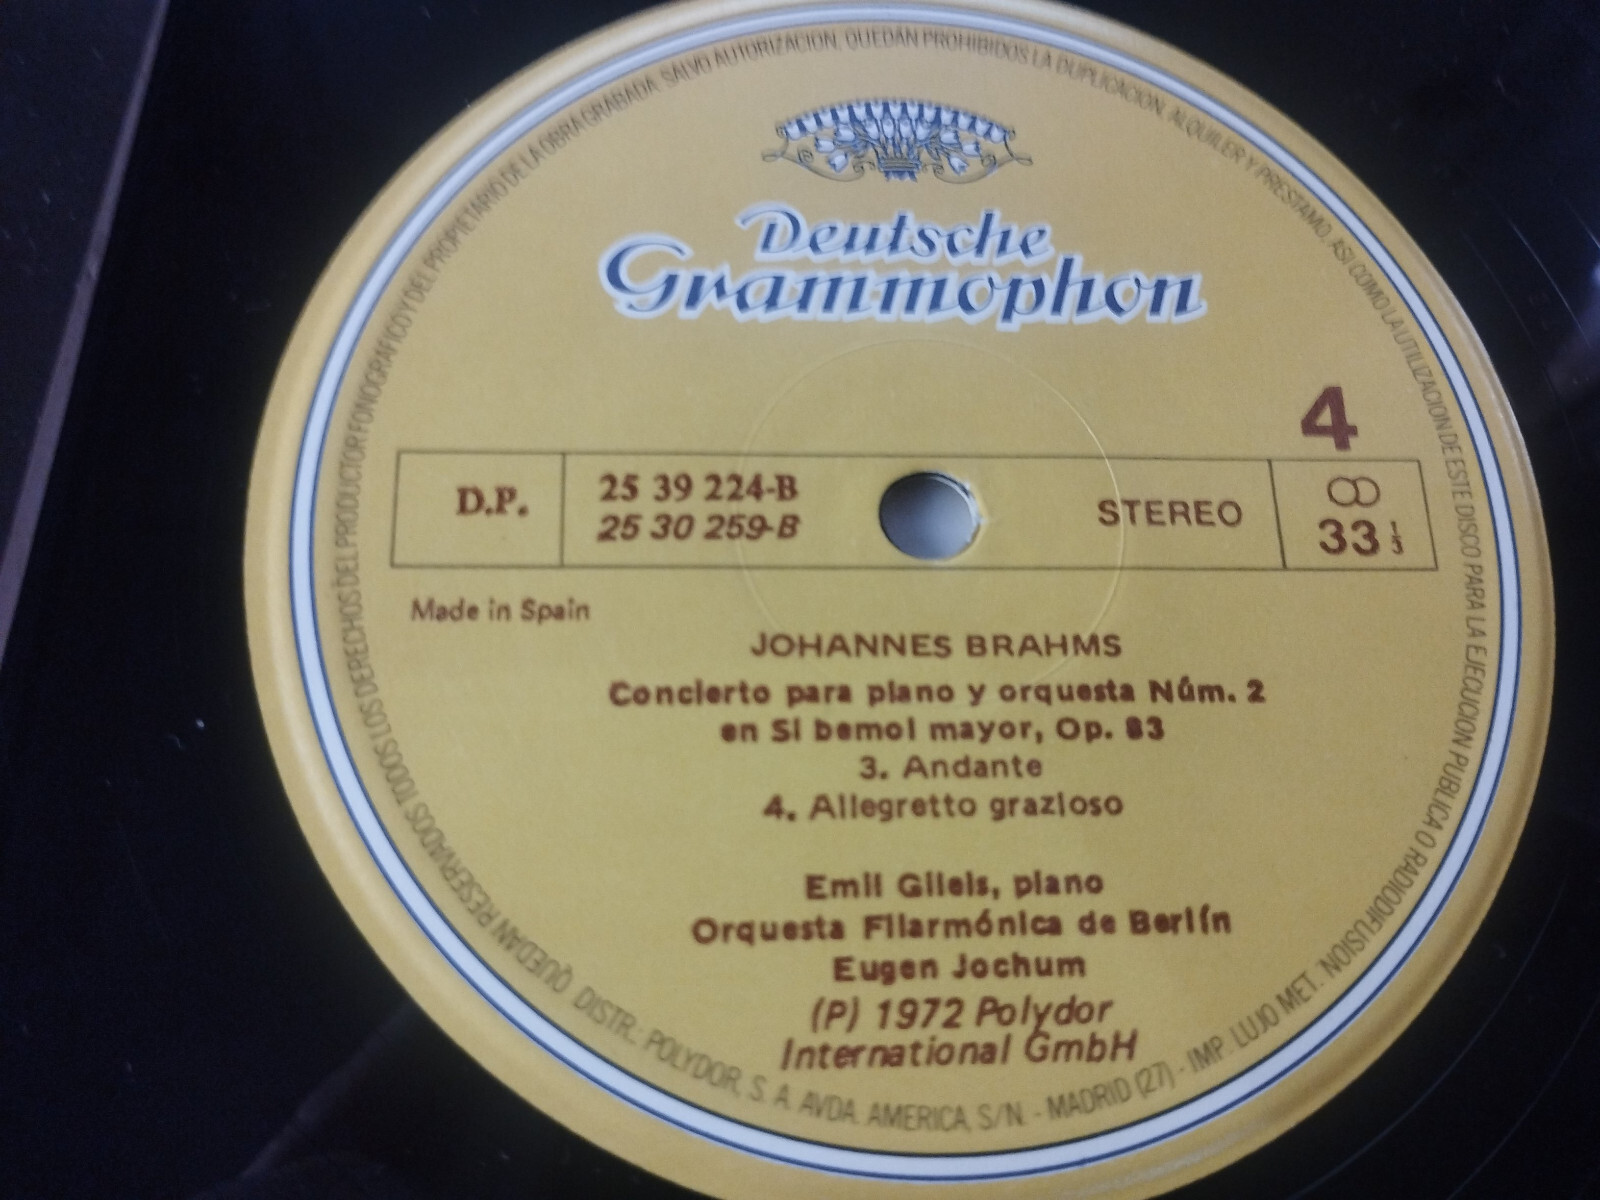 QUEDAN RESERVADOS TODOS LOS DERECHOS DEL PRODUCTOR FONOGRAFICO Y DEL PROPIETARIO DE LA OBRA GRABADA. SALVO AUTORIZACION, QUEDAN PROHIBIDOS LA DUPLICACION, ALQUILER Y PRESTAMO, ASI COMO LA UTILIZACION DE ESTE DISCO PARA LA EJECUCION PUBLICA O RADIODIFUSION.
Deutsche
Grammophon
4
D.P.
25 39 224-B
25 30 259-B
STEREO
33 1/3
Made in Spain
JOHANNES BRAHMS
Concierto para piano y orquesta Núm. 2
en Si bemol mayor, Op. 83
3. Andante
4. Allegretto grazioso
Emil Gilels, piano
Orquesta Filarmónica de Berlín
Eugen Jochum
(P) 1972 Polydor
International GmbH
DISTR.: POLYDOR, S. A. AVDA. AMERICA, S/N. - MADRID (27) - IMP. LUJO MET.